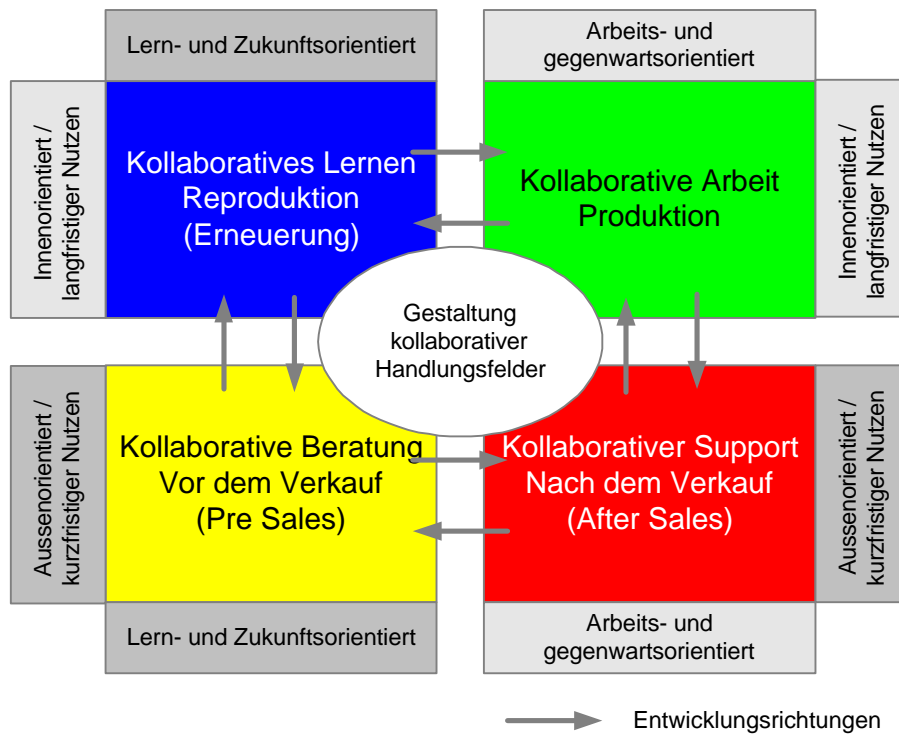 Lern- und Zukunftsorientiert
Arbeits- und
gegenwartsorientiert
Innenorientiert /
langfristiger Nutzen
Kollaboratives Lernen
Reproduktion
(Erneuerung)
Kollaborative Arbeit
Produktion
Innenorientiert /
langfristiger Nutzen
Gestaltung
kollaborativer
Handlungsfelder
Aussenorientiert /
kurzfristiger Nutzen
Kollaborative Beratung
Vor dem Verkauf
(Pre Sales)
Kollaborativer Support
Nach dem Verkauf
(After Sales)
Aussenorientiert /
kurzfristiger Nutzen
Lern- und Zukunftsorientiert
Arbeits- und
gegenwartsorientiert
Entwicklungsrichtungen